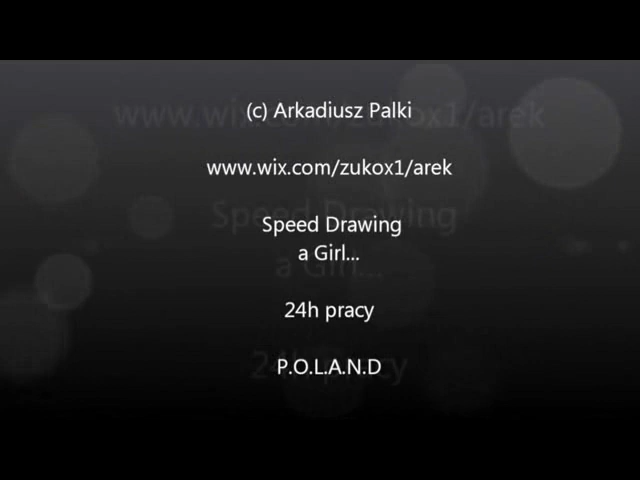 (c) Arkadiusz Palki
www.wix.com/zukox1/arek
Speed Drawing
a Girl...
24h pracy
P.O.L.A.N.D